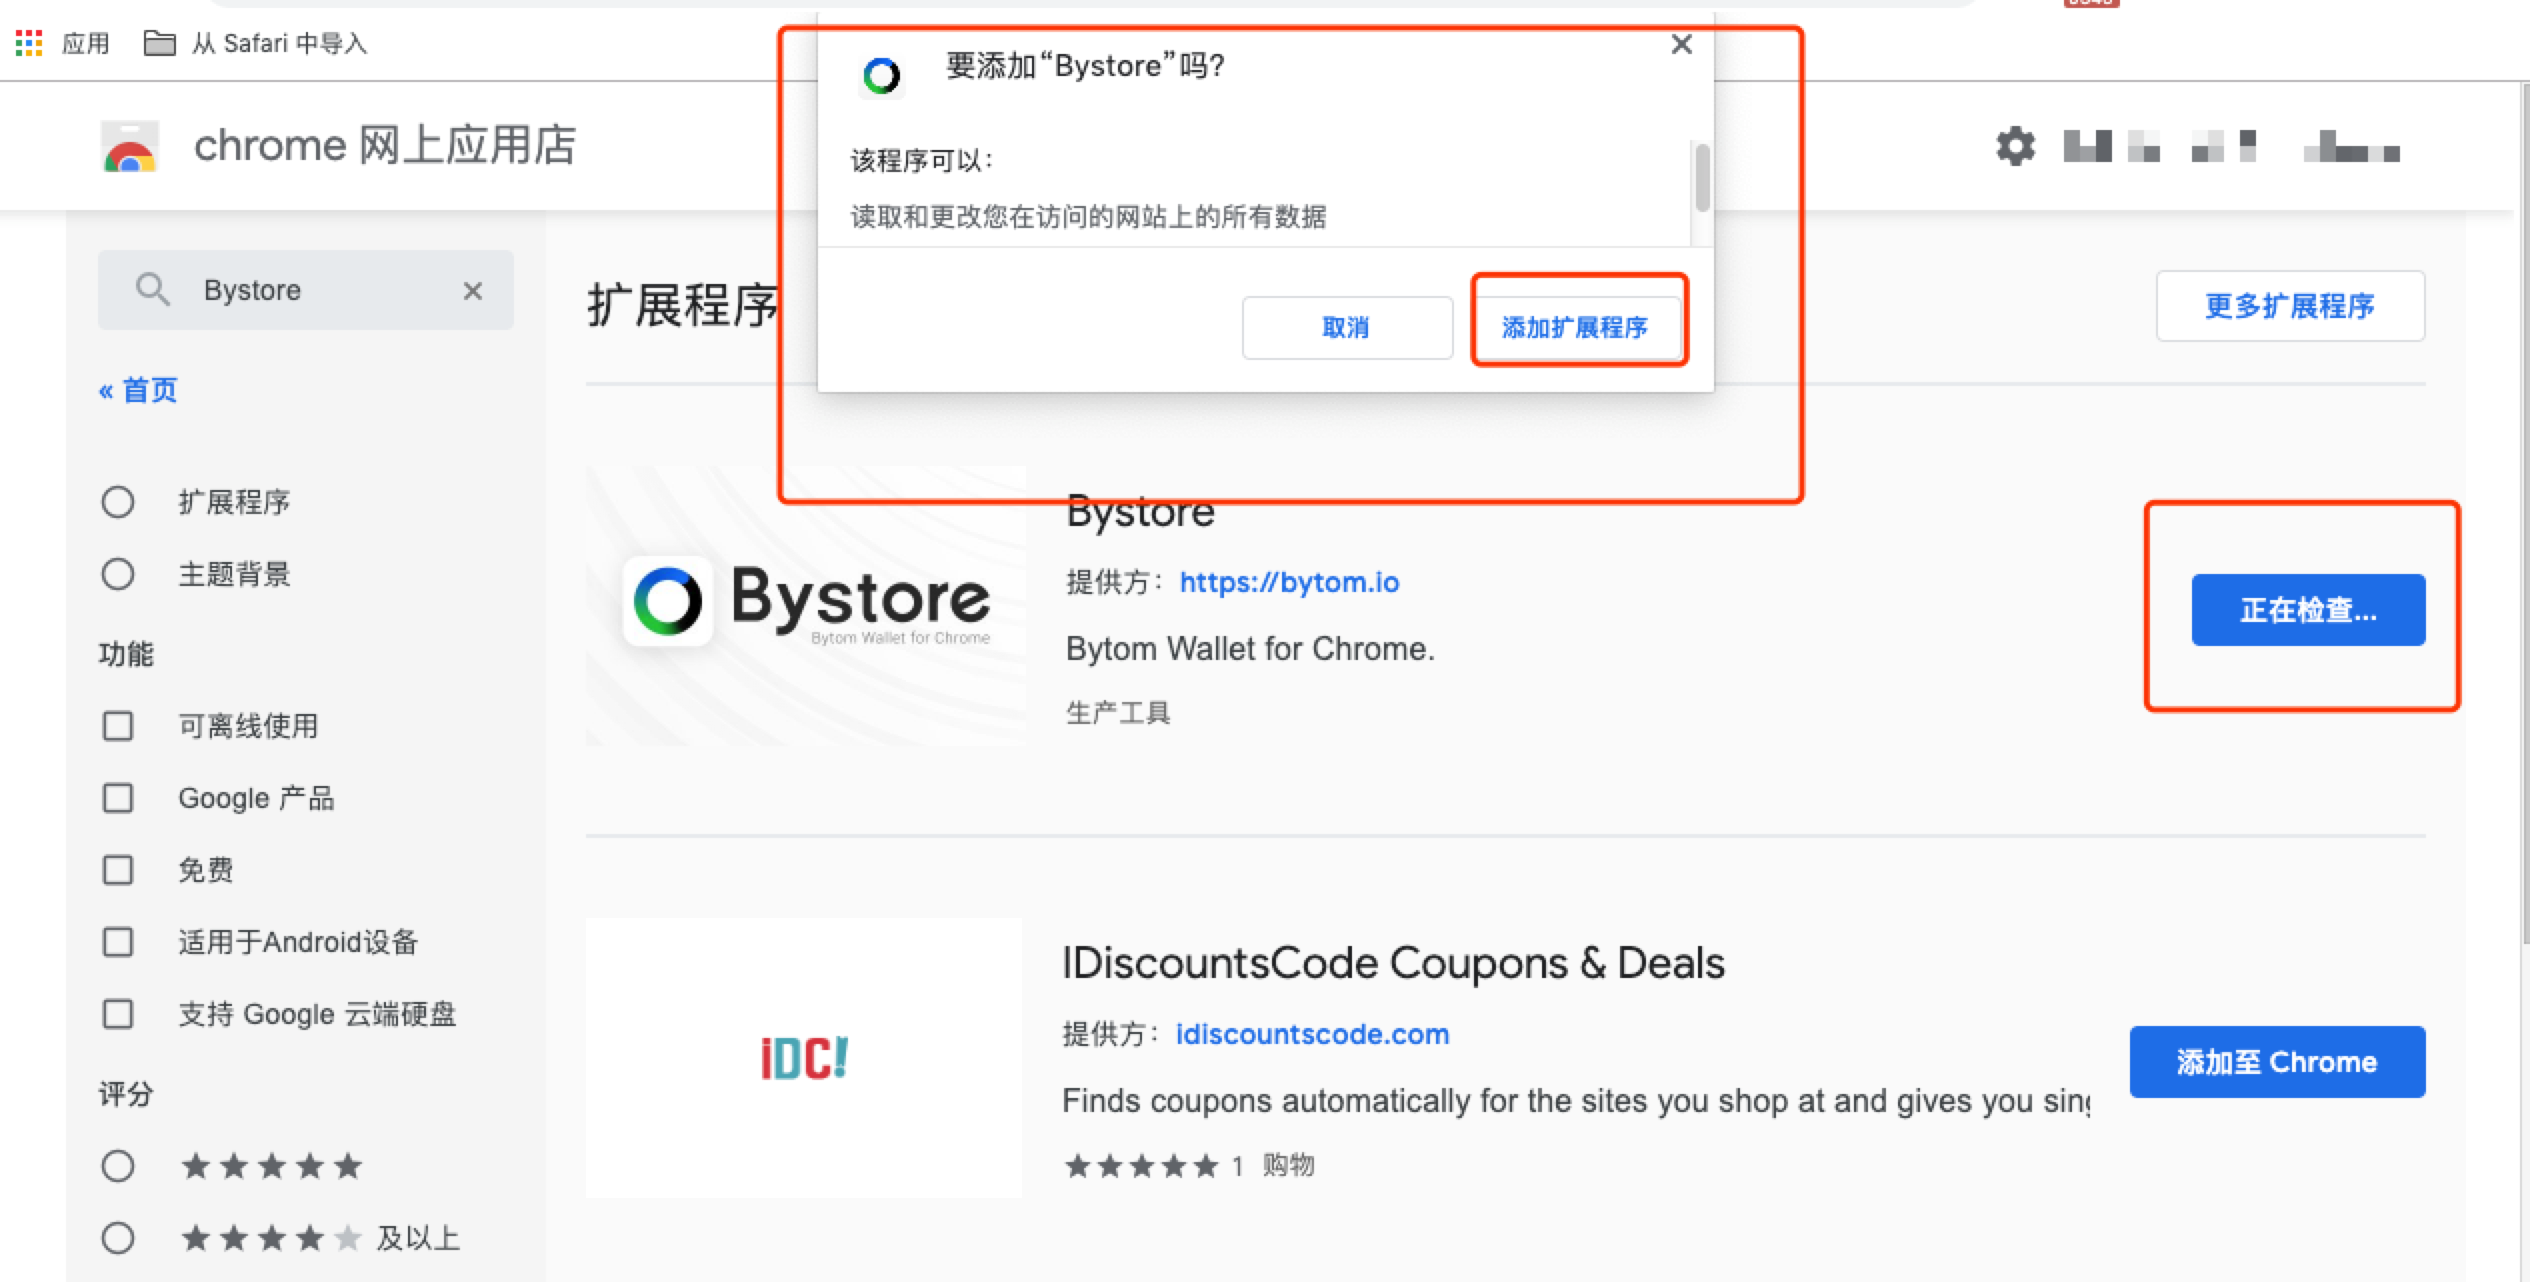 应用
从 Safari 中导入
要添加“Bystore”吗?
该程序可以：
读取和更改您在访问的网站上的所有数据
取消
添加扩展程序
chrome 网上应用店
Bystore
« 首页
扩展程序
主题背景
功能
可离线使用
Google 产品
免费
适用于Android设备
支持 Google 云端硬盘
评分
及以上
扩展程序
更多扩展程序
Bystore
Bytom Wallet for Chrome
Bystore
提供方：https://bytom.io
Bytom Wallet for Chrome.
生产工具
正在检查...
iDC!
IDiscountsCode Coupons & Deals
提供方：idiscountscode.com
Finds coupons automatically for the sites you shop at and gives you
1 购物
添加至 Chrome